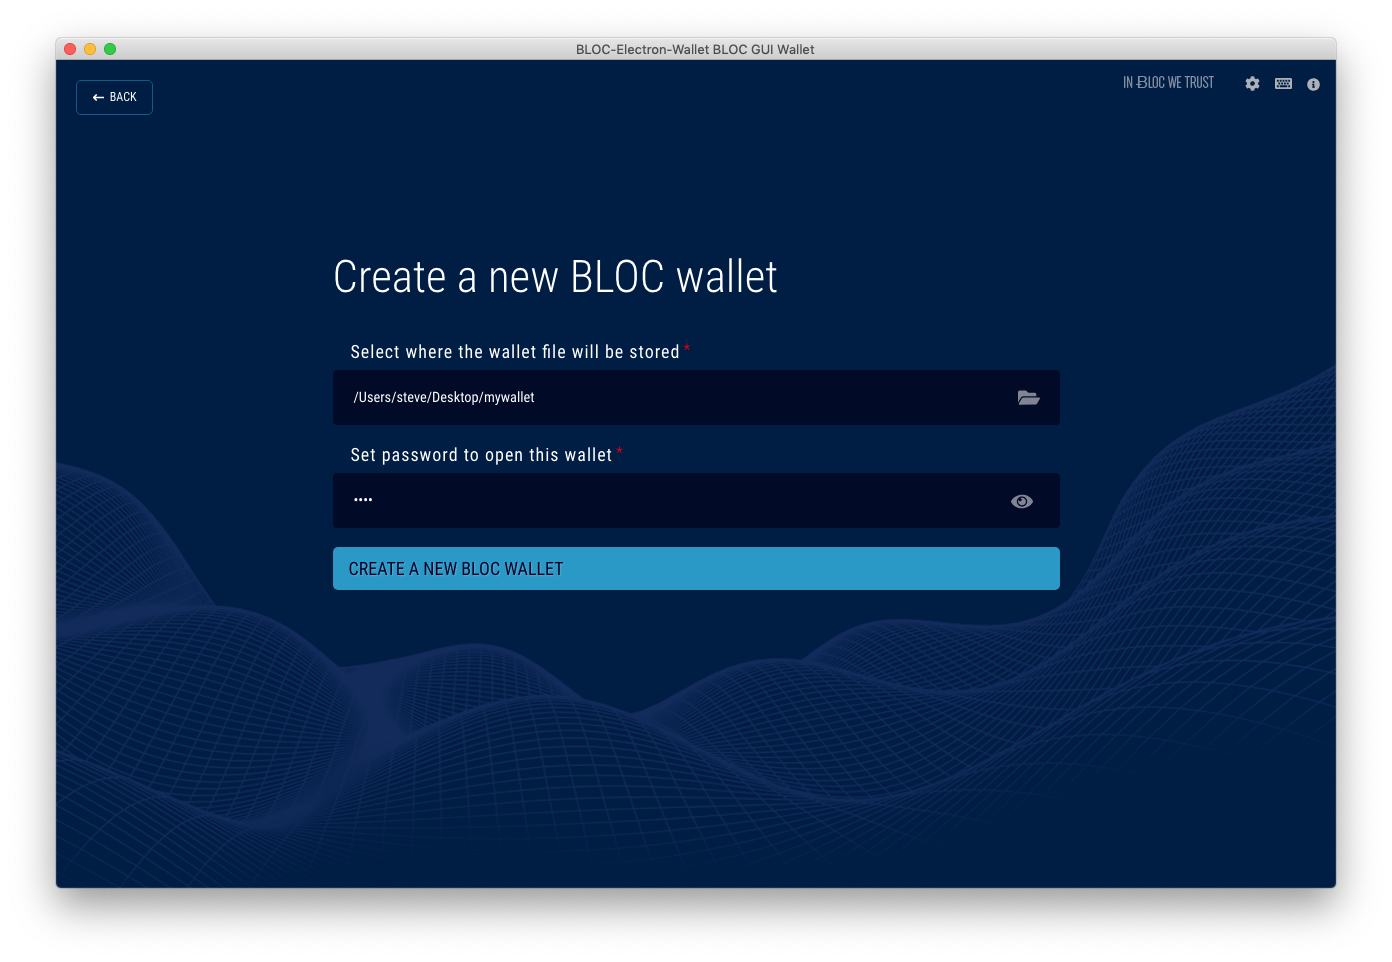 BLOC-Electron-Wallet BLOC GUI Wallet
← BACK
IN BLOC WE TRUST
Create a new BLOC wallet
Select where the wallet file will be stored *
/Users/steve/Desktop/mywallet
Set password to open this wallet *
••••
CREATE A NEW BLOC WALLET